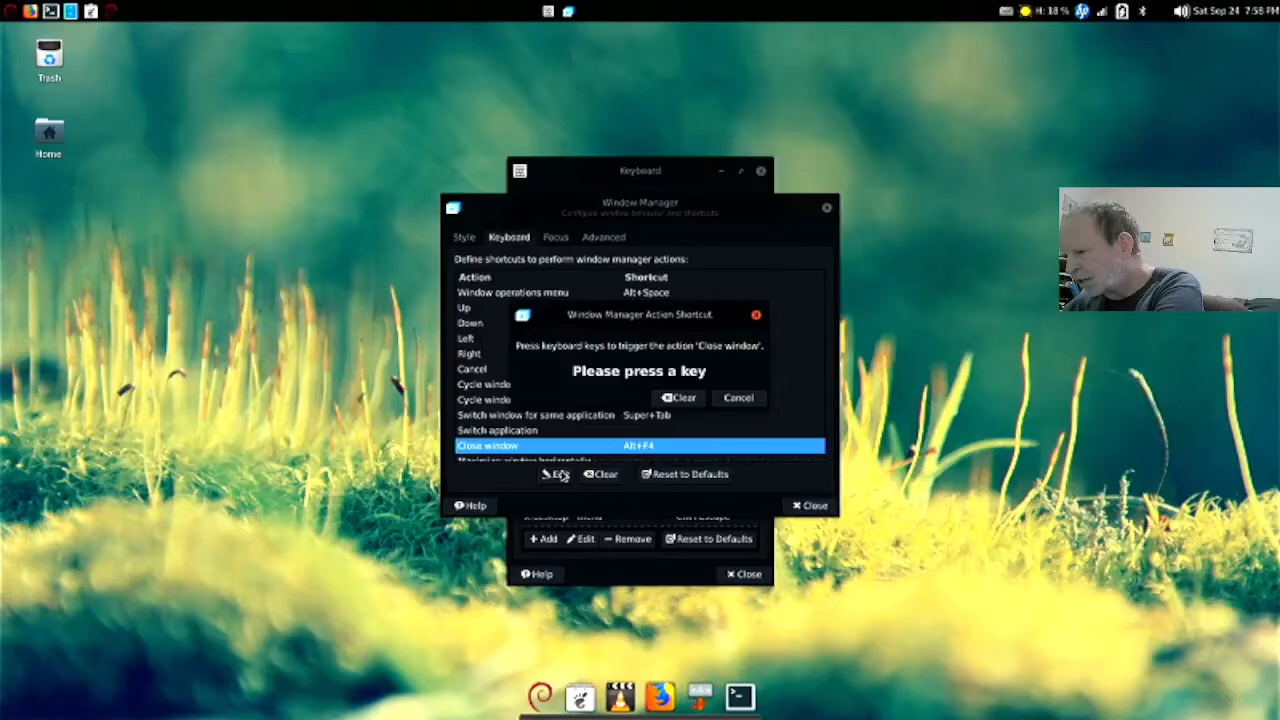 H: 18 %
Sat Sep 24 7:58 PM
Trash
Home
Keyboard
Window Manager
Configure window behavior and shortcuts
Style Keyboard Focus Advanced
Define shortcuts to perform window manager actions:
Action Shortcut
Window operations menu Alt+Space
Up
Down
Left
Right
Cancel
Cycle windo
Cycle windo
Switch window for same application Super+Tab
Switch application
Close window Alt+F4
Window Manager Action Shortcut
Press keyboard keys to trigger the action 'Close window'.
Please press a key
Clear Cancel
Clear Reset to Defaults
Help Close
Add Edit Remove Reset to Defaults
Help Close